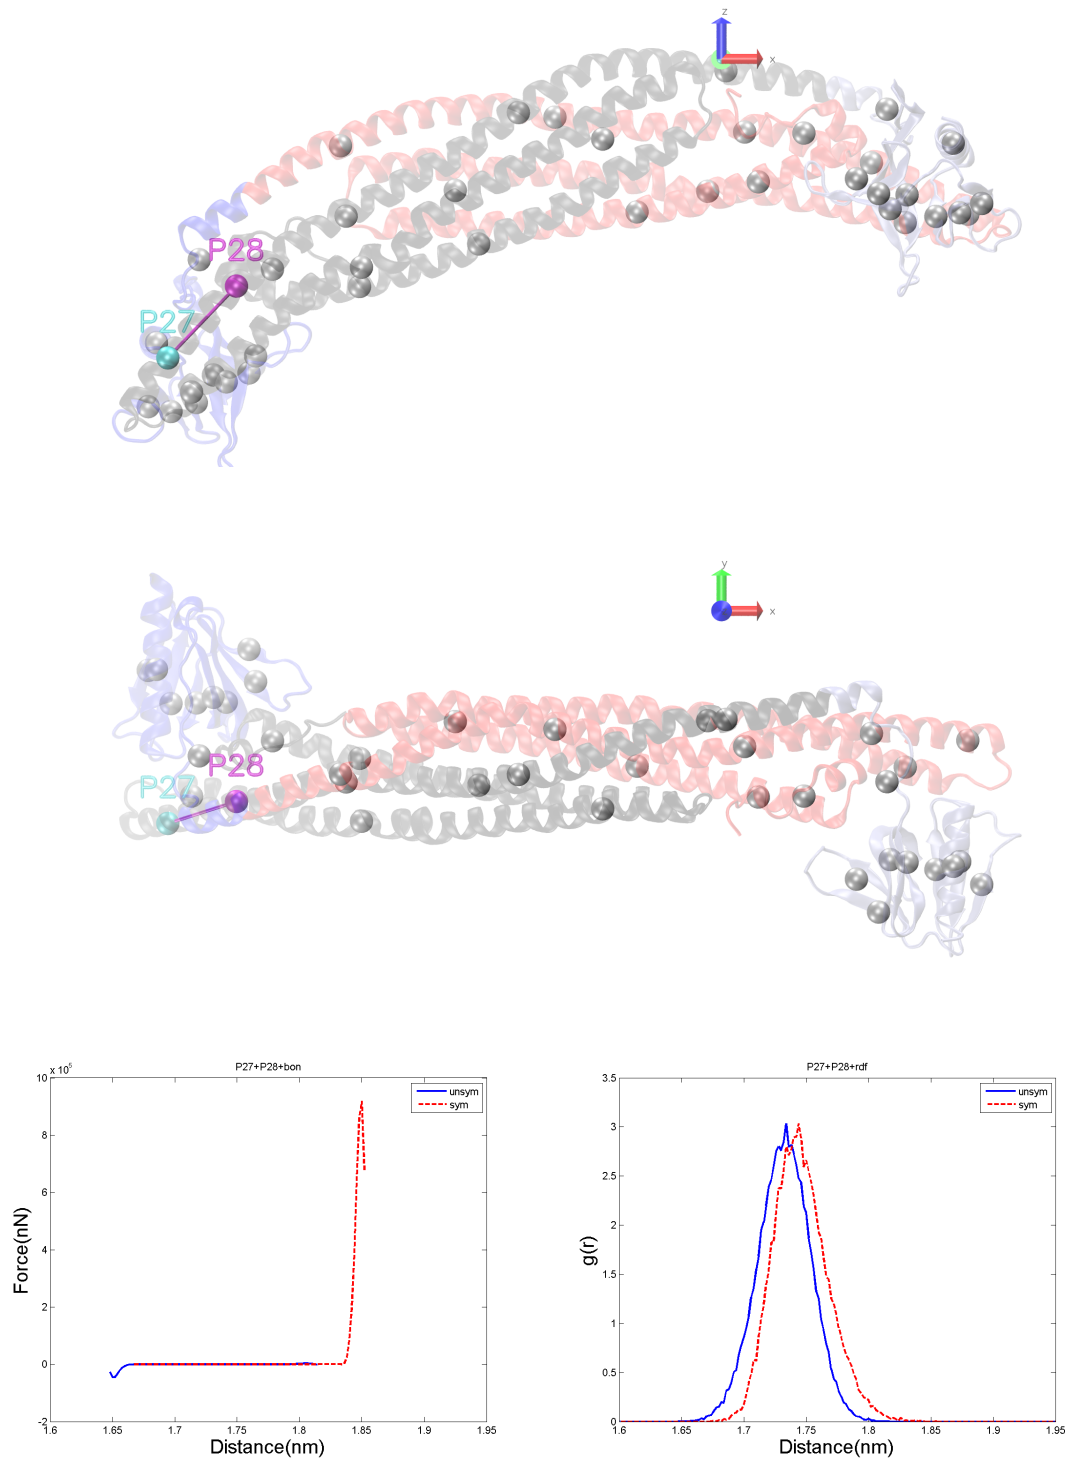 z
x
P28
P27
y
x
P28
P27
P27+P28+bon
x 10^5
10
8
6
4
2
0
-2
Force(nN)
unsym
sym
1.6 1.65 1.7 1.75 1.8 1.85 1.9 1.95
Distance(nm)
P27+P28+rdf
3.5
3
2.5
2
1.5
1
0.5
0
g(r)
unsym
sym
1.6 1.65 1.7 1.75 1.8 1.85 1.9 1.95
Distance(nm)